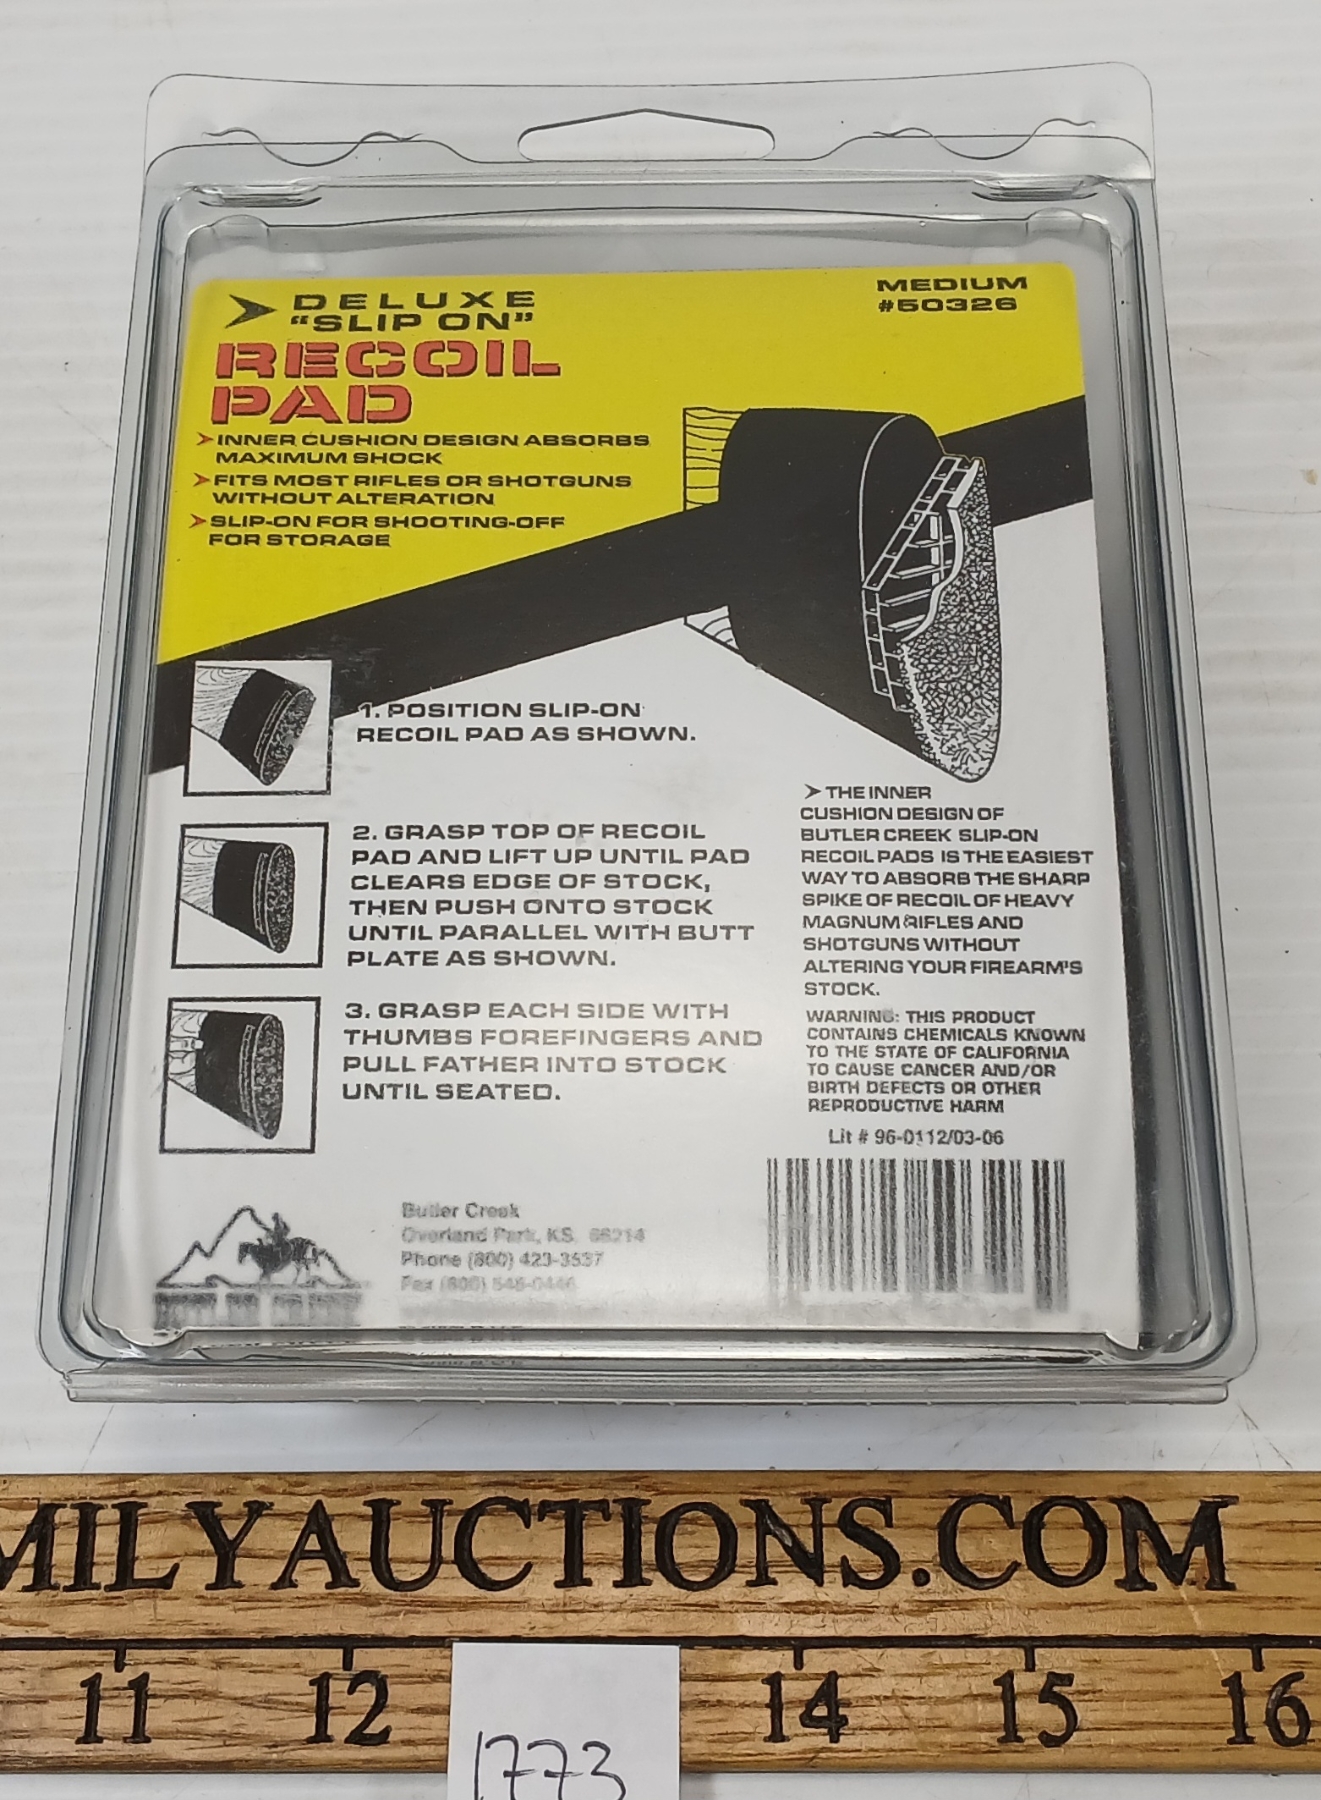 DELUXE
"SLIP ON"
RECOIL
PAD
MEDIUM
#50326
INNER CUSHION DESIGN ABSORBS
MAXIMUM SHOCK
FITS MOST RIFLES OR SHOTGUNS
WITHOUT ALTERATION
SLIP-ON FOR SHOOTING-OFF
FOR STORAGE
1. POSITION SLIP-ON
RECOIL PAD AS SHOWN.
2. GRASP TOP OF RECOIL
PAD AND LIFT UP UNTIL PAD
CLEARS EDGE OF STOCK,
THEN PUSH ONTO STOCK
UNTIL PARALLEL WITH BUTT
PLATE AS SHOWN.
3. GRASP EACH SIDE WITH
THUMBS FOREFINGERS AND
PULL FATHER INTO STOCK
UNTIL SEATED.
THE INNER
CUSHION DESIGN OF
BUTLER CREEK SLIP-ON
RECOIL PADS IS THE EASIEST
WAY TO ABSORB THE SHARP
SPIKE OF RECOIL OF HEAVY
MAGNUM RIFLES AND
SHOTGUNS WITHOUT
ALTERING YOUR FIREARM'S
STOCK.
WARNING: THIS PRODUCT
CONTAINS CHEMICALS KNOWN
TO THE STATE OF CALIFORNIA
TO CAUSE CANCER AND/OR
BIRTH DEFECTS OR OTHER
REPRODUCTIVE HARM
Lit # 96-0112/03-06
Butler Creek
Overland Park, KS. 66214
Phone (800) 423-3537
Fax (800)
MILYAUCTIONS.COM
11 12 14 15 16
1773